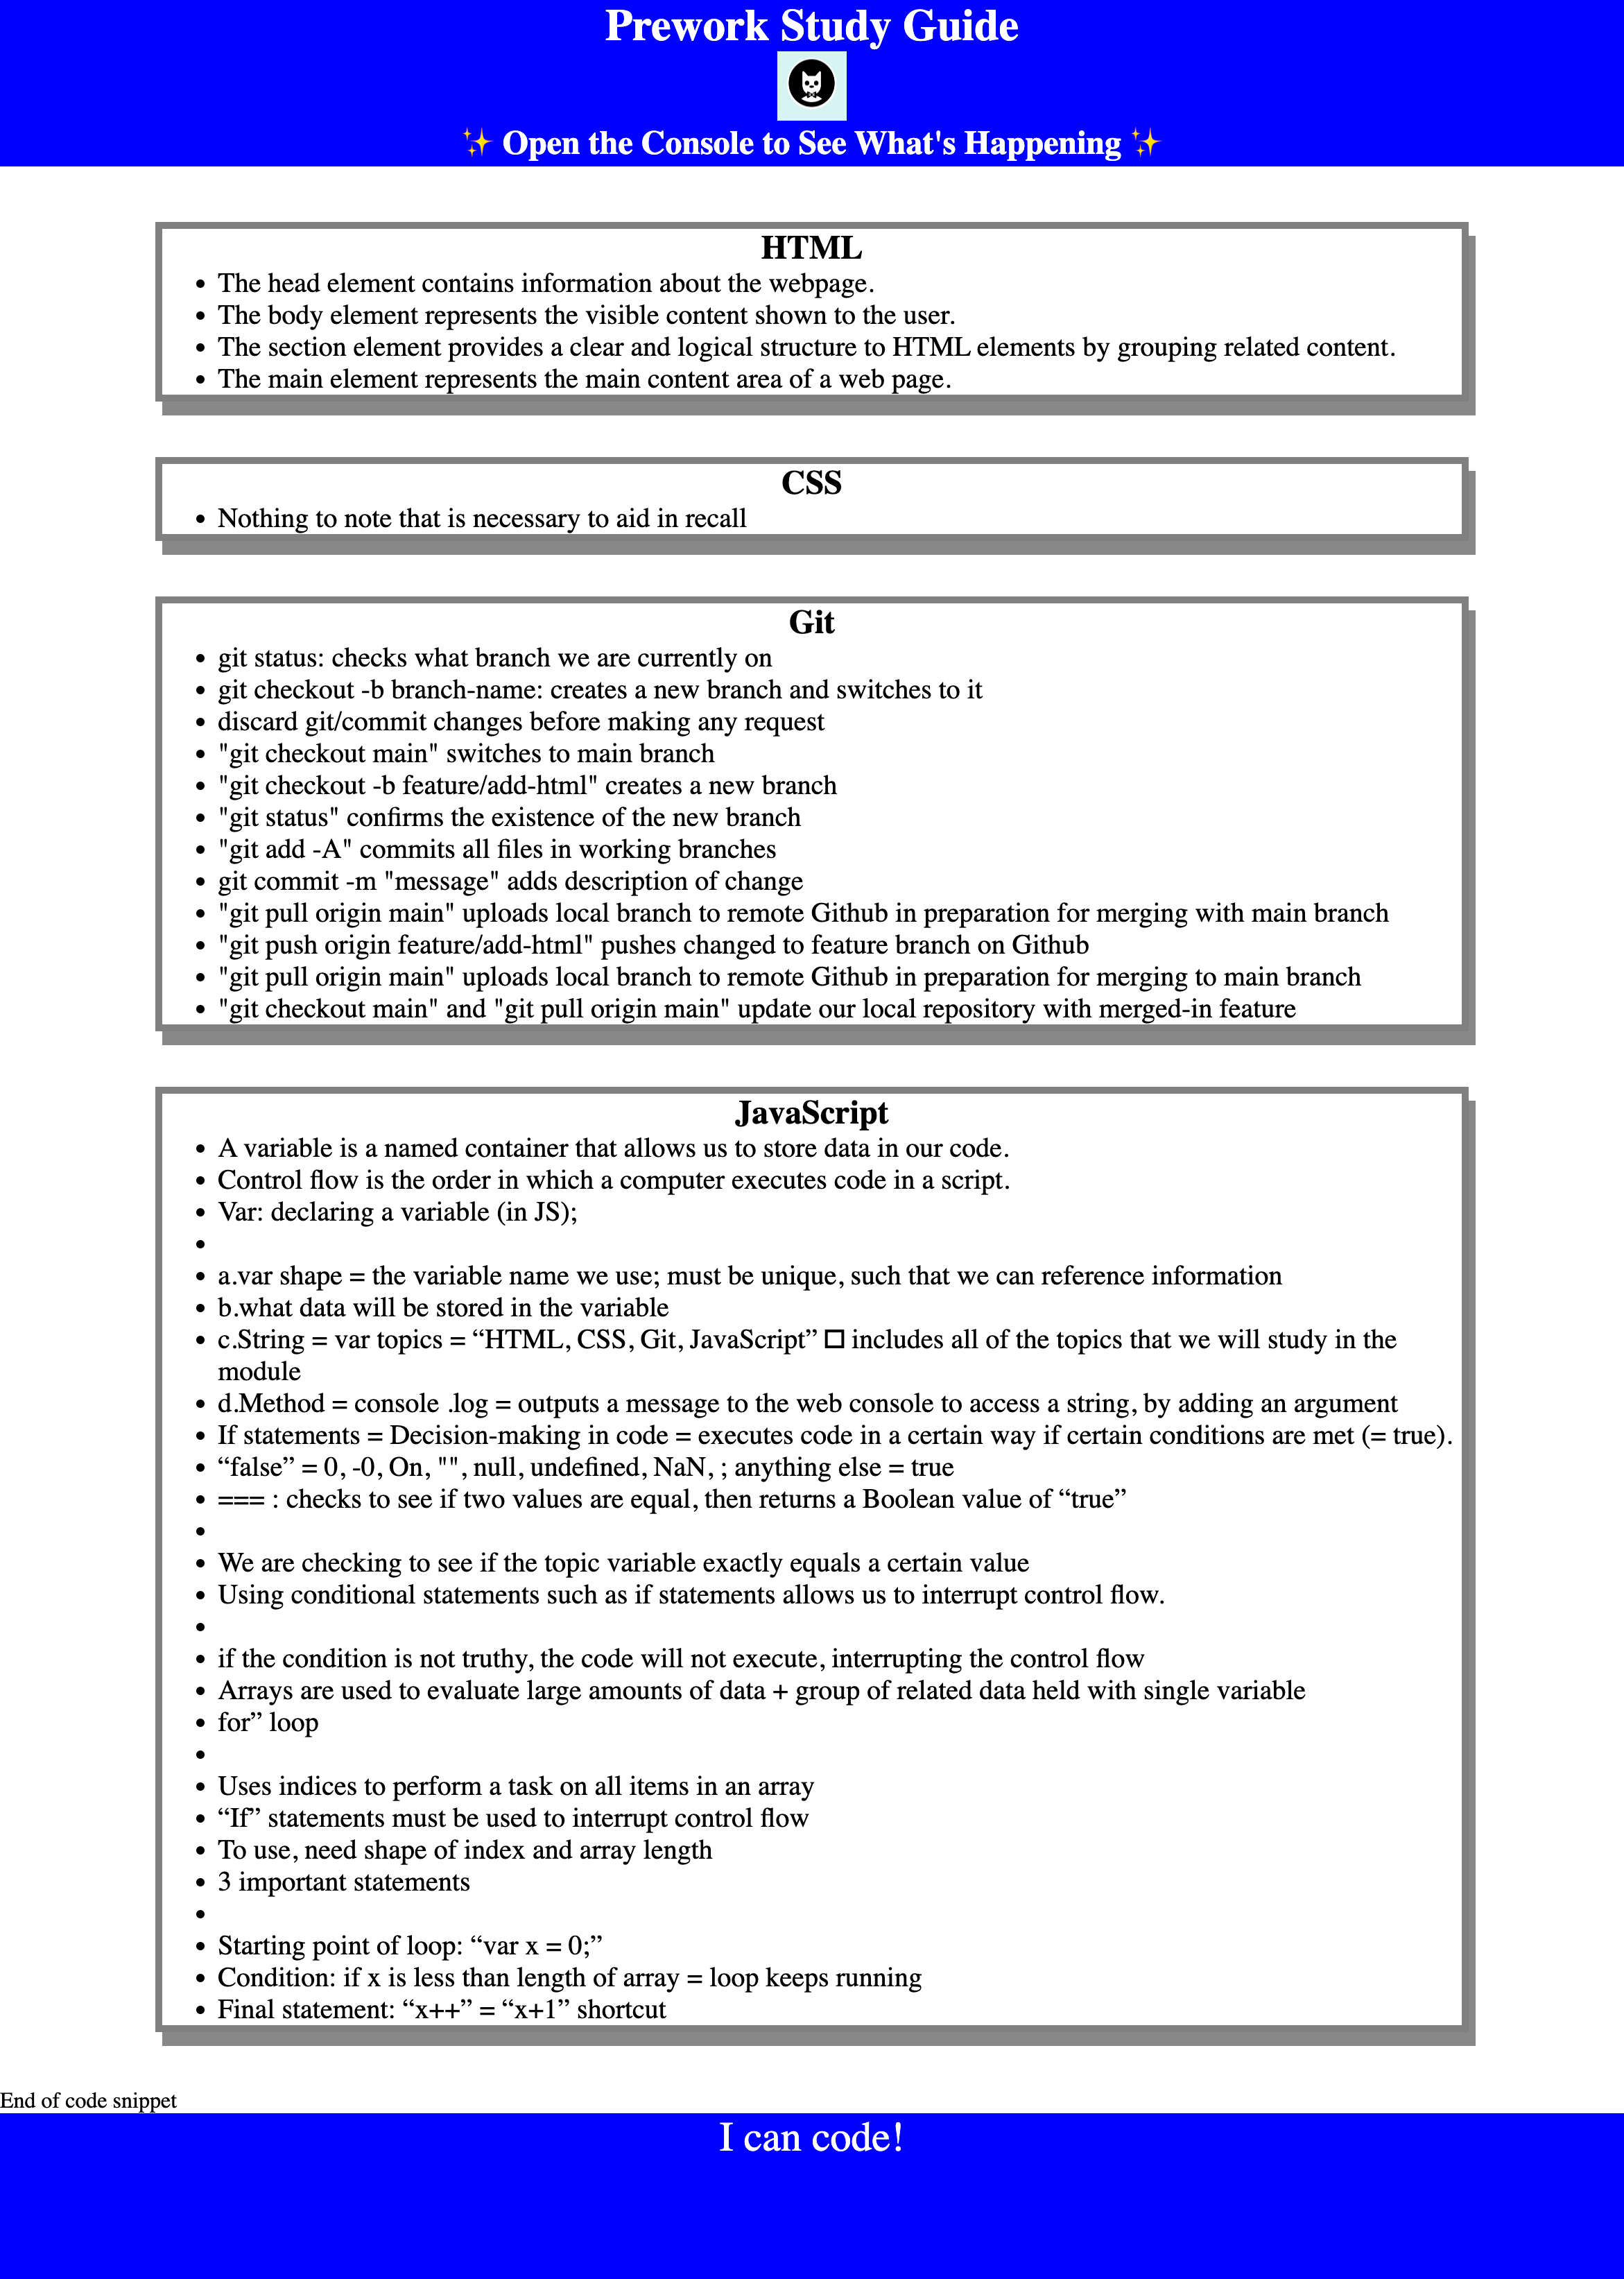 Prework Study Guide
✨ Open the Console to See What's Happening ✨
HTML
• The head element contains information about the webpage.
• The body element represents the visible content shown to the user.
• The section element provides a clear and logical structure to HTML elements by grouping related content.
• The main element represents the main content area of a web page.
CSS
• Nothing to note that is necessary to aid in recall
Git
• git status: checks what branch we are currently on
• git checkout -b branch-name: creates a new branch and switches to it
• discard git/commit changes before making any request
• "git checkout main" switches to main branch
• "git checkout -b feature/add-html" creates a new branch
• "git status" confirms the existence of the new branch
• "git add -A" commits all files in working branches
• git commit -m "message" adds description of change
• "git pull origin main" uploads local branch to remote Github in preparation for merging with main branch
• "git push origin feature/add-html" pushes changed to feature branch on Github
• "git pull origin main" uploads local branch to remote Github in preparation for merging to main branch
• "git checkout main" and "git pull origin main" update our local repository with merged-in feature
JavaScript
• A variable is a named container that allows us to store data in our code.
• Control flow is the order in which a computer executes code in a script.
• Var: declaring a variable (in JS);
•
• a.var shape = the variable name we use; must be unique, such that we can reference information
• b.what data will be stored in the variable
• c.String = var topics = “HTML, CSS, Git, JavaScript” □ includes all of the topics that we will study in the
module
• d.Method = console .log = outputs a message to the web console to access a string, by adding an argument
• If statements = Decision-making in code = executes code in a certain way if certain conditions are met (= true).
• “false” = 0, -0, On, "", null, undefined, NaN, ; anything else = true
• === : checks to see if two values are equal, then returns a Boolean value of “true”
•
• We are checking to see if the topic variable exactly equals a certain value
• Using conditional statements such as if statements allows us to interrupt control flow.
•
• if the condition is not truthy, the code will not execute, interrupting the control flow
• Arrays are used to evaluate large amounts of data + group of related data held with single variable
• for” loop
•
• Uses indices to perform a task on all items in an array
• “If” statements must be used to interrupt control flow
• To use, need shape of index and array length
• 3 important statements
•
• Starting point of loop: “var x = 0;”
• Condition: if x is less than length of array = loop keeps running
• Final statement: “x++” = “x+1” shortcut
End of code snippet
I can code!